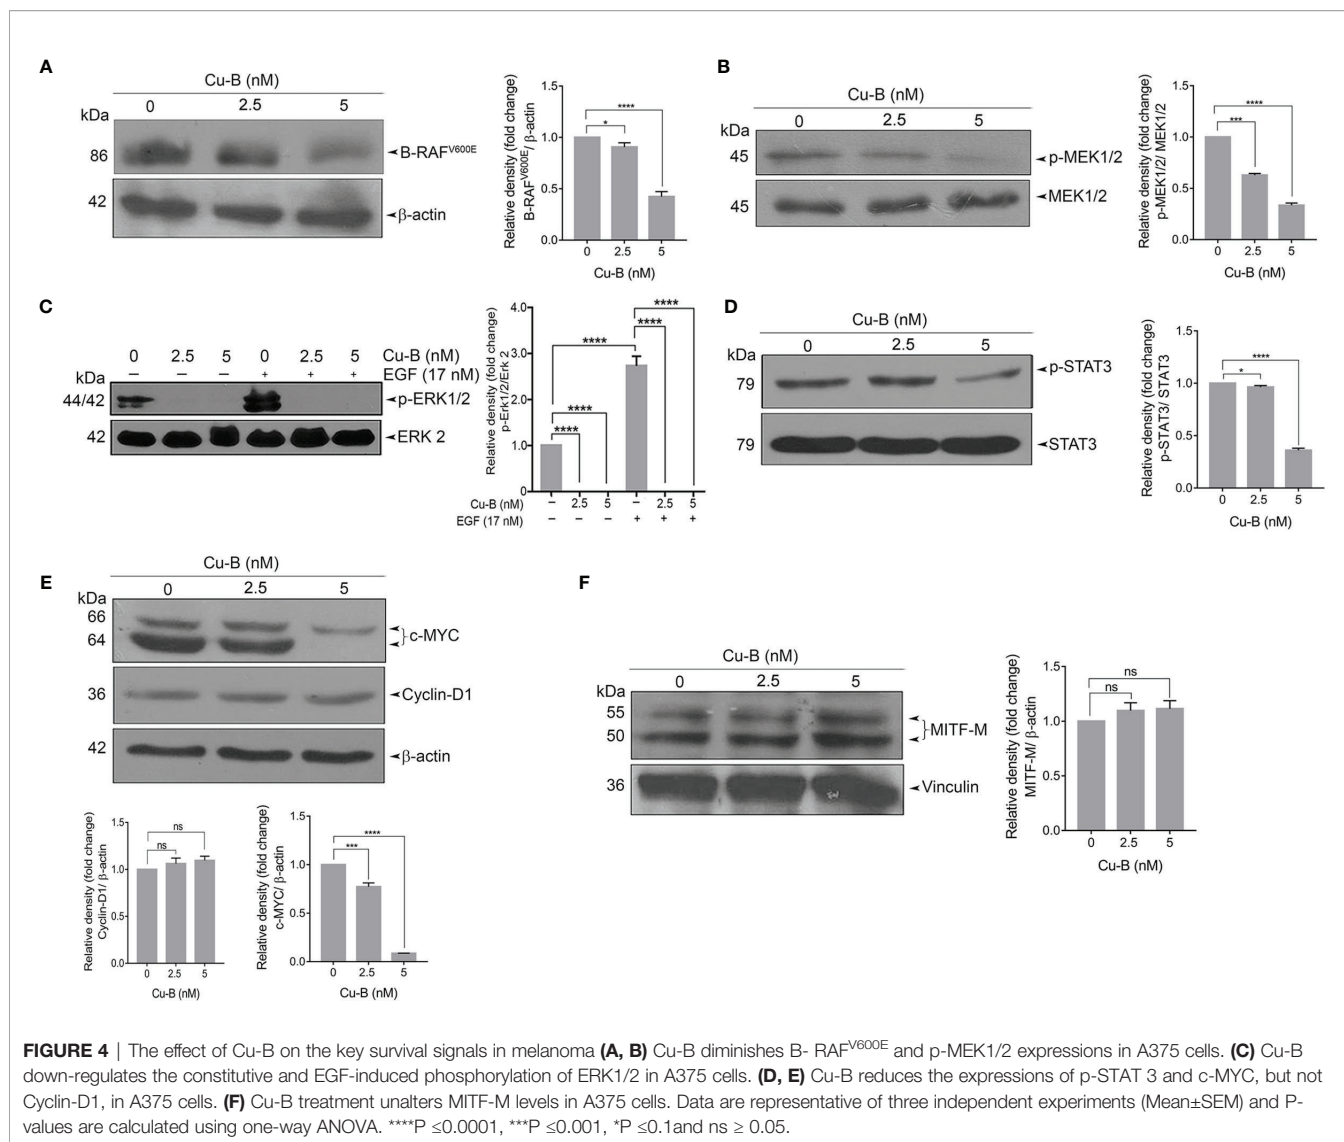 A
Cu-B (nM)
kDa
0 2.5 5
86
B-RAFV600E
42
β-actin
Relative density (fold change)
B-RAFV600E/ β-actin
1.5
1.0
0.5
0.0
*
****
0 2.5 5
Cu-B (nM)
B
Cu-B (nM)
kDa
0 2.5 5
45
p-MEK1/2
45
MEK1/2
Relative density (fold change)
p-MEK1/2/ MEK1/2
1.5
1.0
0.5
0.0
***
****
0 2.5 5
Cu-B (nM)
C
0 2.5 5 0 2.5 5 Cu-B (nM)
– – – + + + EGF (17 nM)
kDa
44/42
p-ERK1/2
42
ERK 2
Relative density (fold change)
p-Erk1/2/Erk 2
4.0
3.0
2.0
1.0
0
****
****
****
****
****
Cu-B (nM) – 2.5 5 – 2.5 5
EGF (17 nM) – – – + + +
D
Cu-B (nM)
kDa
0 2.5 5
79
p-STAT3
79
STAT3
Relative density (fold change)
p-STAT3/ STAT3
1.5
1.0
0.5
0.0
*
****
0 2.5 5
Cu-B (nM)
E
Cu-B (nM)
kDa
0 2.5 5
66
64
c-MYC
36
Cyclin-D1
42
β-actin
Relative density (fold change)
Cyclin-D1/ β-actin
1.5
1.0
0.5
0.0
ns
ns
0 2.5 5
Cu-B (nM)
Relative density (fold change)
c-MYC/ β-actin
1.5
1.0
0.5
0.0
***
****
0 2.5 5
Cu-B (nM)
F
Cu-B (nM)
kDa
0 2.5 5
55
50
MITF-M
36
Vinculin
Relative density (fold change)
MITF-M/ β-actin
1.5
1.0
0.5
0.0
ns
ns
0 2.5 5
Cu-B (nM)
FIGURE 4 | The effect of Cu-B on the key survival signals in melanoma (A, B) Cu-B diminishes B- RAFV600E and p-MEK1/2 expressions in A375 cells. (C) Cu-B
down-regulates the constitutive and EGF-induced phosphorylation of ERK1/2 in A375 cells. (D, E) Cu-B reduces the expressions of p-STAT 3 and c-MYC, but not
Cyclin-D1, in A375 cells. (F) Cu-B treatment unalters MITF-M levels in A375 cells. Data are representative of three independent experiments (Mean±SEM) and P-
values are calculated using one-way ANOVA. ****P ≤0.0001, ***P ≤0.001, *P ≤0.1and ns ≥ 0.05.